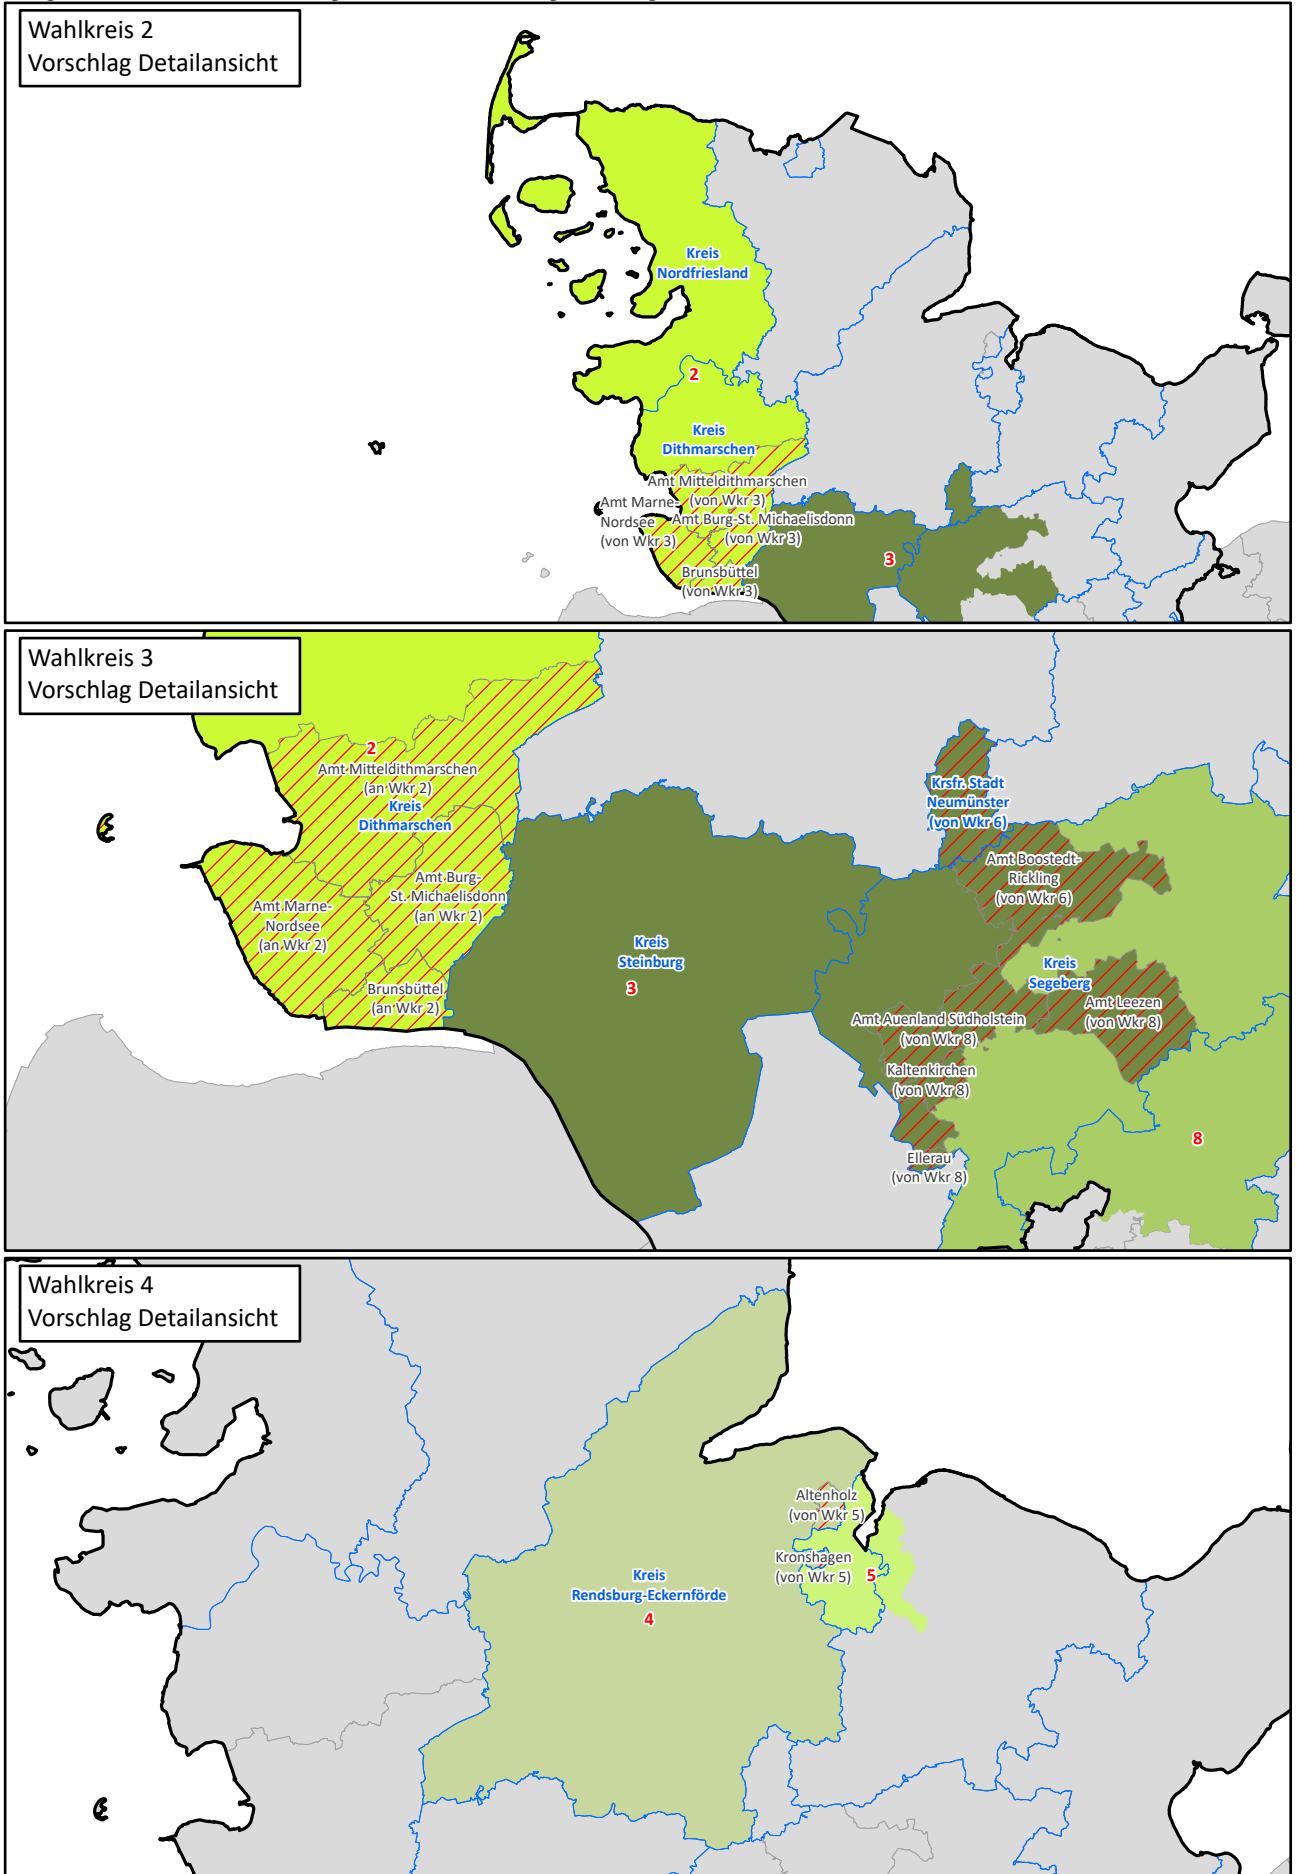 Wahlkreis 2
Vorschlag Detailansicht
Kreis
Nordfriesland
2
Kreis
Dithmarschen
Amt Mitteldithmarschen
(von Wkr 3)
Amt Marne-
Nordsee
(von Wkr 3)
Amt Burg-St. Michaelisdonn
(von Wkr 3)
Brunsbüttel
(von Wkr 3)
3
Wahlkreis 3
Vorschlag Detailansicht
2
Amt Mitteldithmarschen
(an Wkr 2)
Kreis
Dithmarschen
Amt Burg-
St. Michaelisdonn
(an Wkr 2)
Amt Marne-
Nordsee
(an Wkr 2)
Brunsbüttel
(an Wkr 2)
Kreis
Steinburg
3
Krsfr. Stadt
Neumünster
(von Wkr 6)
Amt Boostedt-
Rickling
(von Wkr 6)
Kreis
Segeberg
Amt Leezen
(von Wkr 8)
Amt Auenland Südholstein
(von Wkr 8)
Kaltenkirchen
(von Wkr 8)
8
Ellerau
(von Wkr 8)
Wahlkreis 4
Vorschlag Detailansicht
Altenholz
(von Wkr 5)
Kronshagen
(von Wkr 5)
5
Kreis
Rendsburg-Eckernförde
4